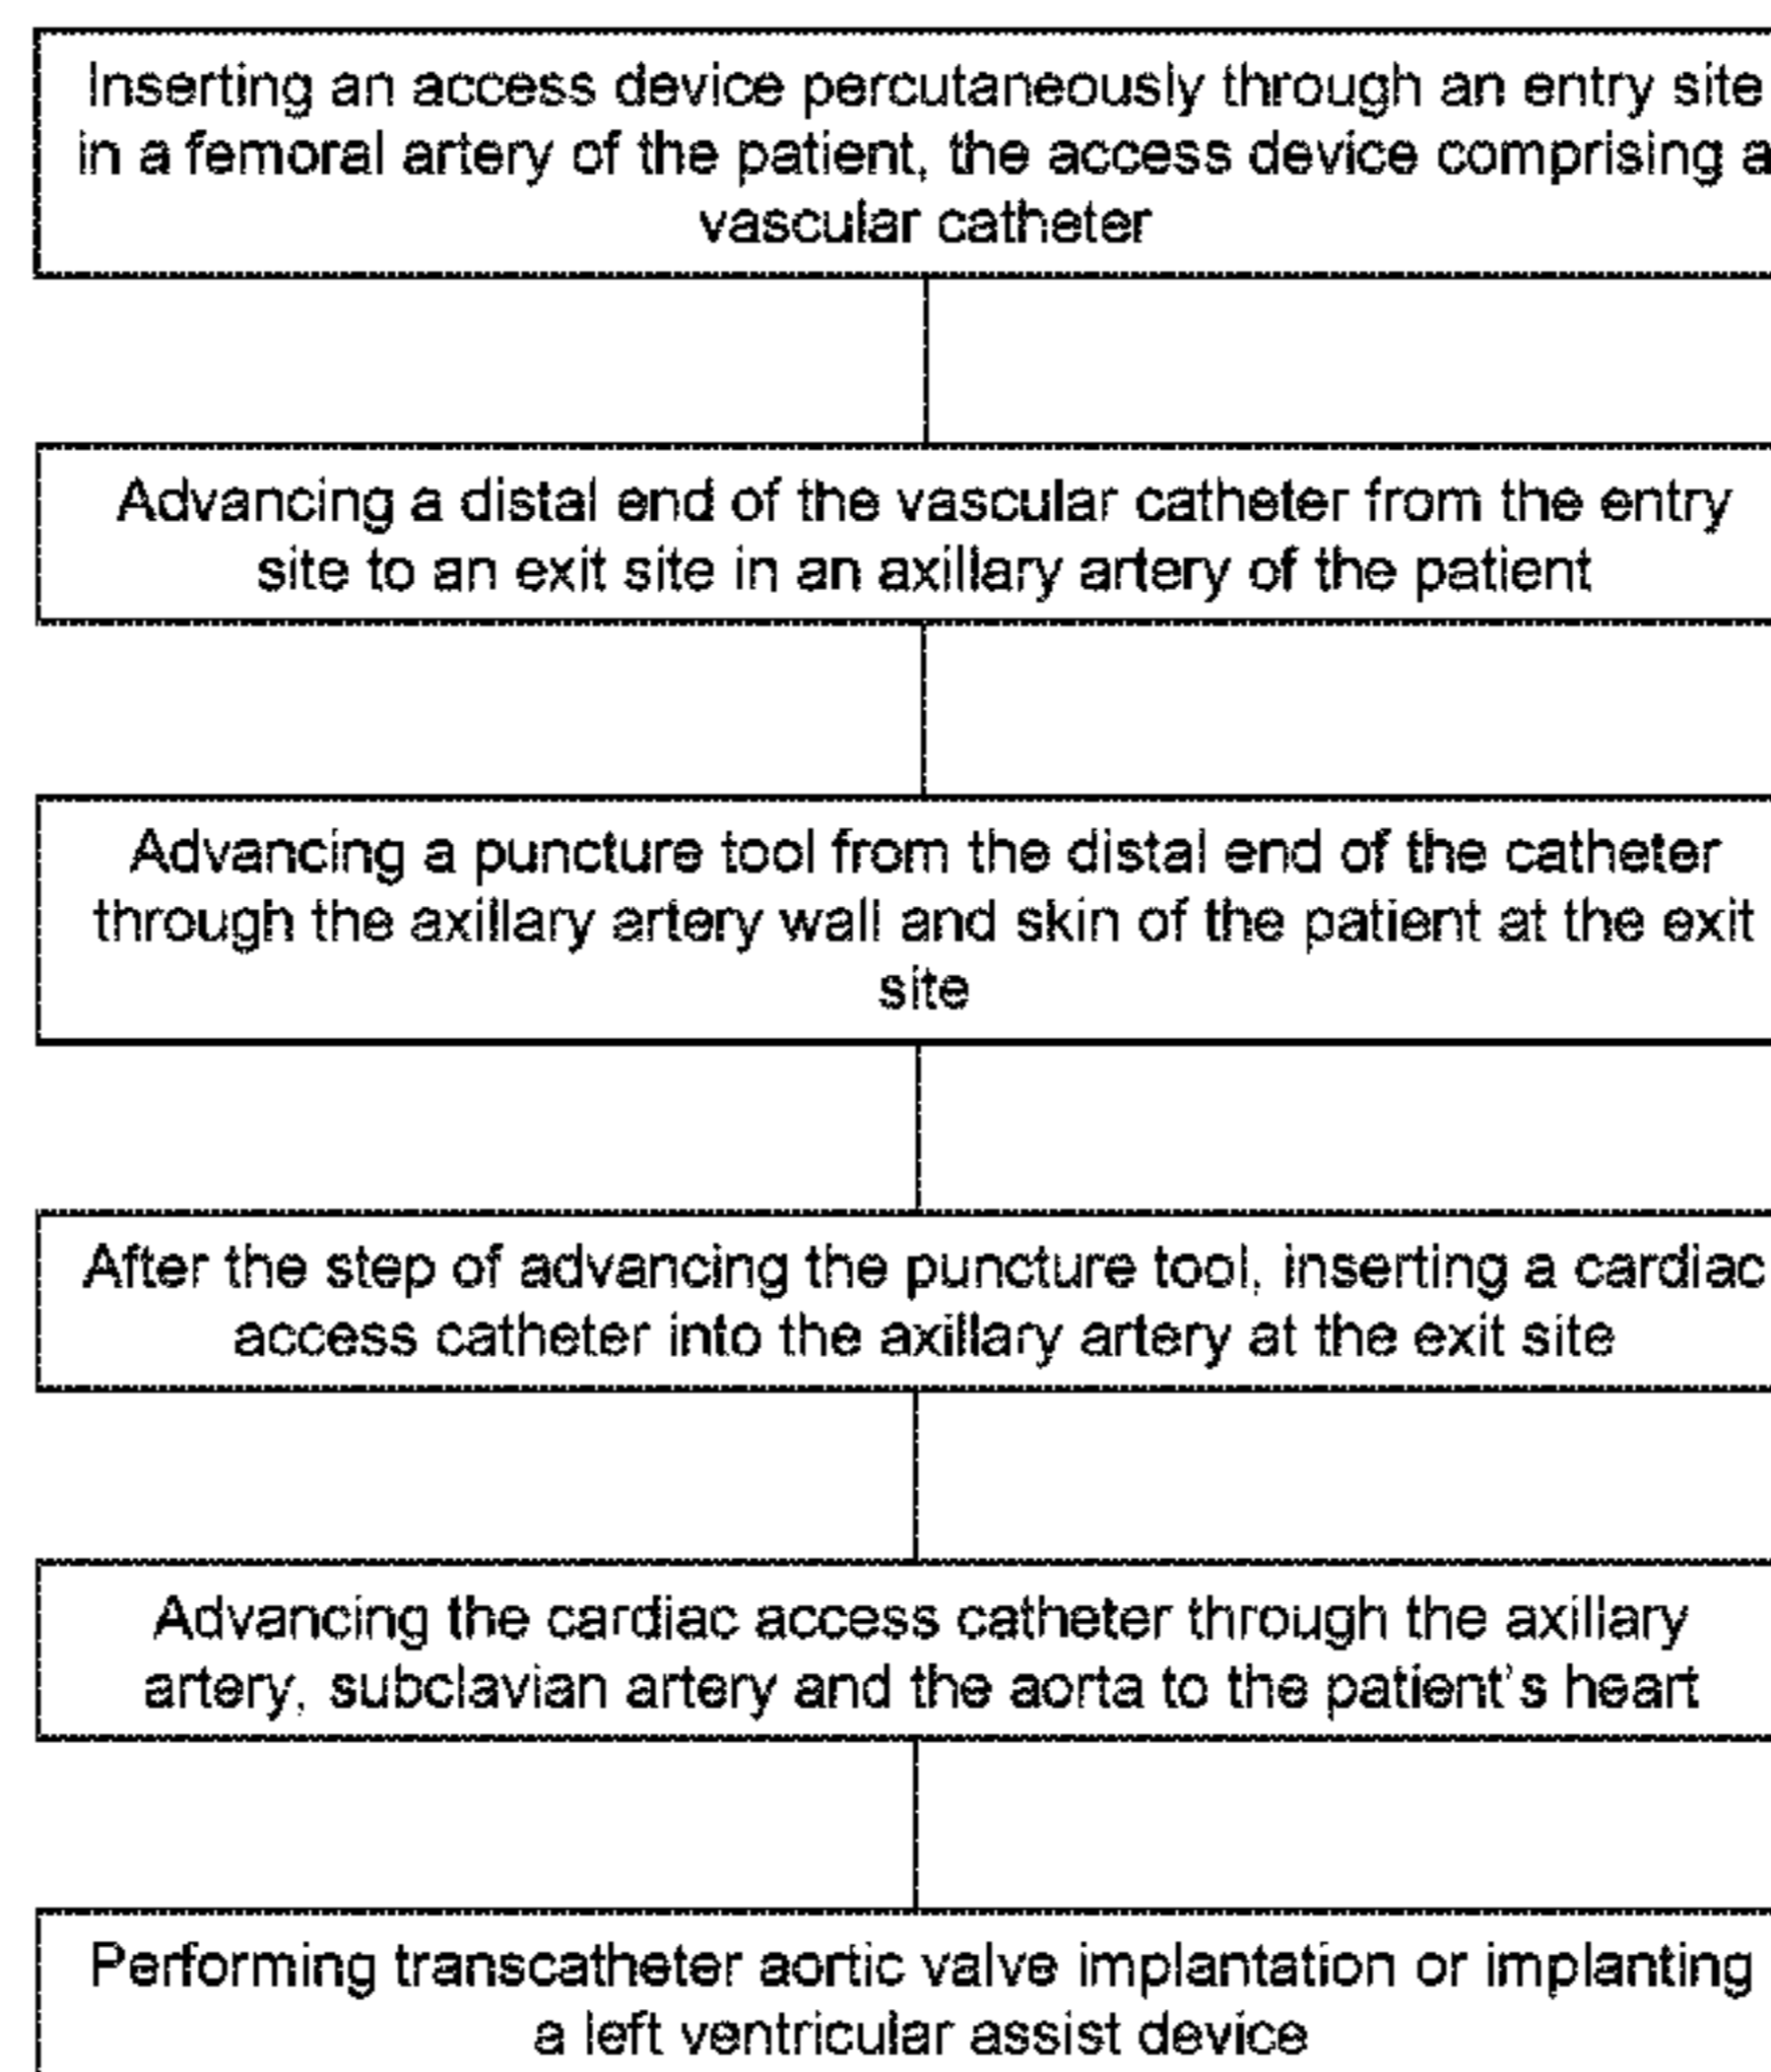 Inserting an access device percutaneously through an entry site
in a femoral artery of the patient, the access device comprising a
vascular catheter
Advancing a distal end of the vascular catheter from the entry
site to an exit site in an axillary artery of the patient
Advancing a puncture tool from the distal end of the catheter
through the axillary artery wall and skin of the patient at the exit
site
After the step of advancing the puncture tool, inserting a cardiac
access catheter into the axillary artery at the exit site
Advancing the cardiac access catheter through the axillary
artery, subclavian artery and the aorta to the patient's heart
Performing transcatheter aortic valve implantation or implanting
a left ventricular assist device